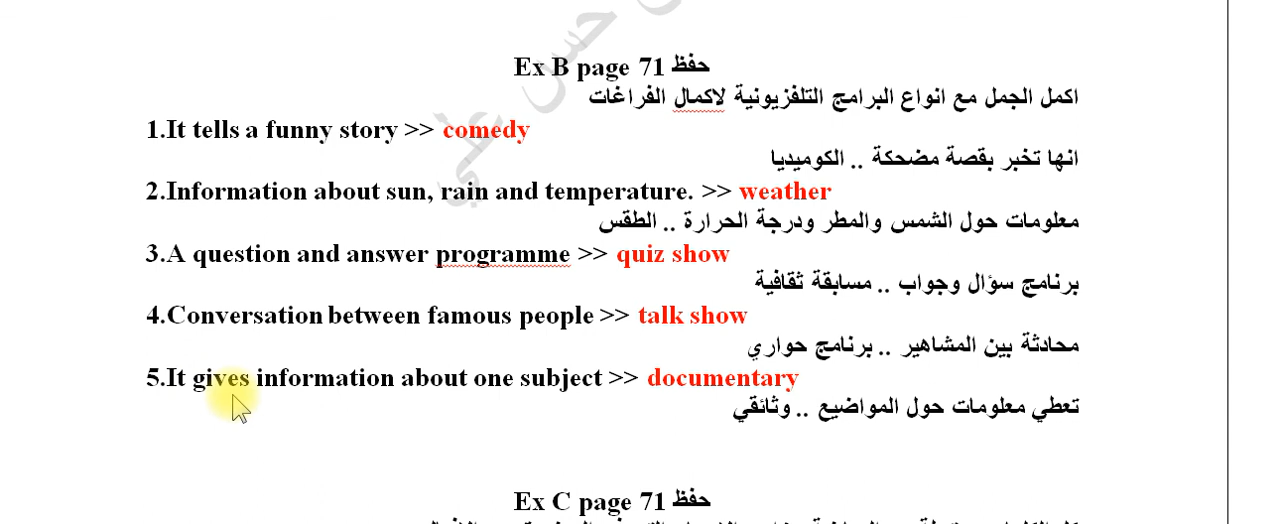 حسن علي
Ex B page 71 حفظ
اكمل الجمل مع انواع البرامج التلفزيونية لاكمال الفراغات
1.It tells a funny story >> comedy
انها تخبر بقصة مضحكة .. الكوميديا
2.Information about sun, rain and temperature. >> weather
معلومات حول الشمس والمطر ودرجة الحرارة .. الطقس
3.A question and answer programme >> quiz show
برنامج سؤال وجواب .. مسابقة ثقافية
4.Conversation between famous people >> talk show
محادثة بين المشاهير .. برنامج حواري
5.It gives information about one subject >> documentary
تعطي معلومات حول المواضيع .. وثائقي
Ex C page 71 حفظ